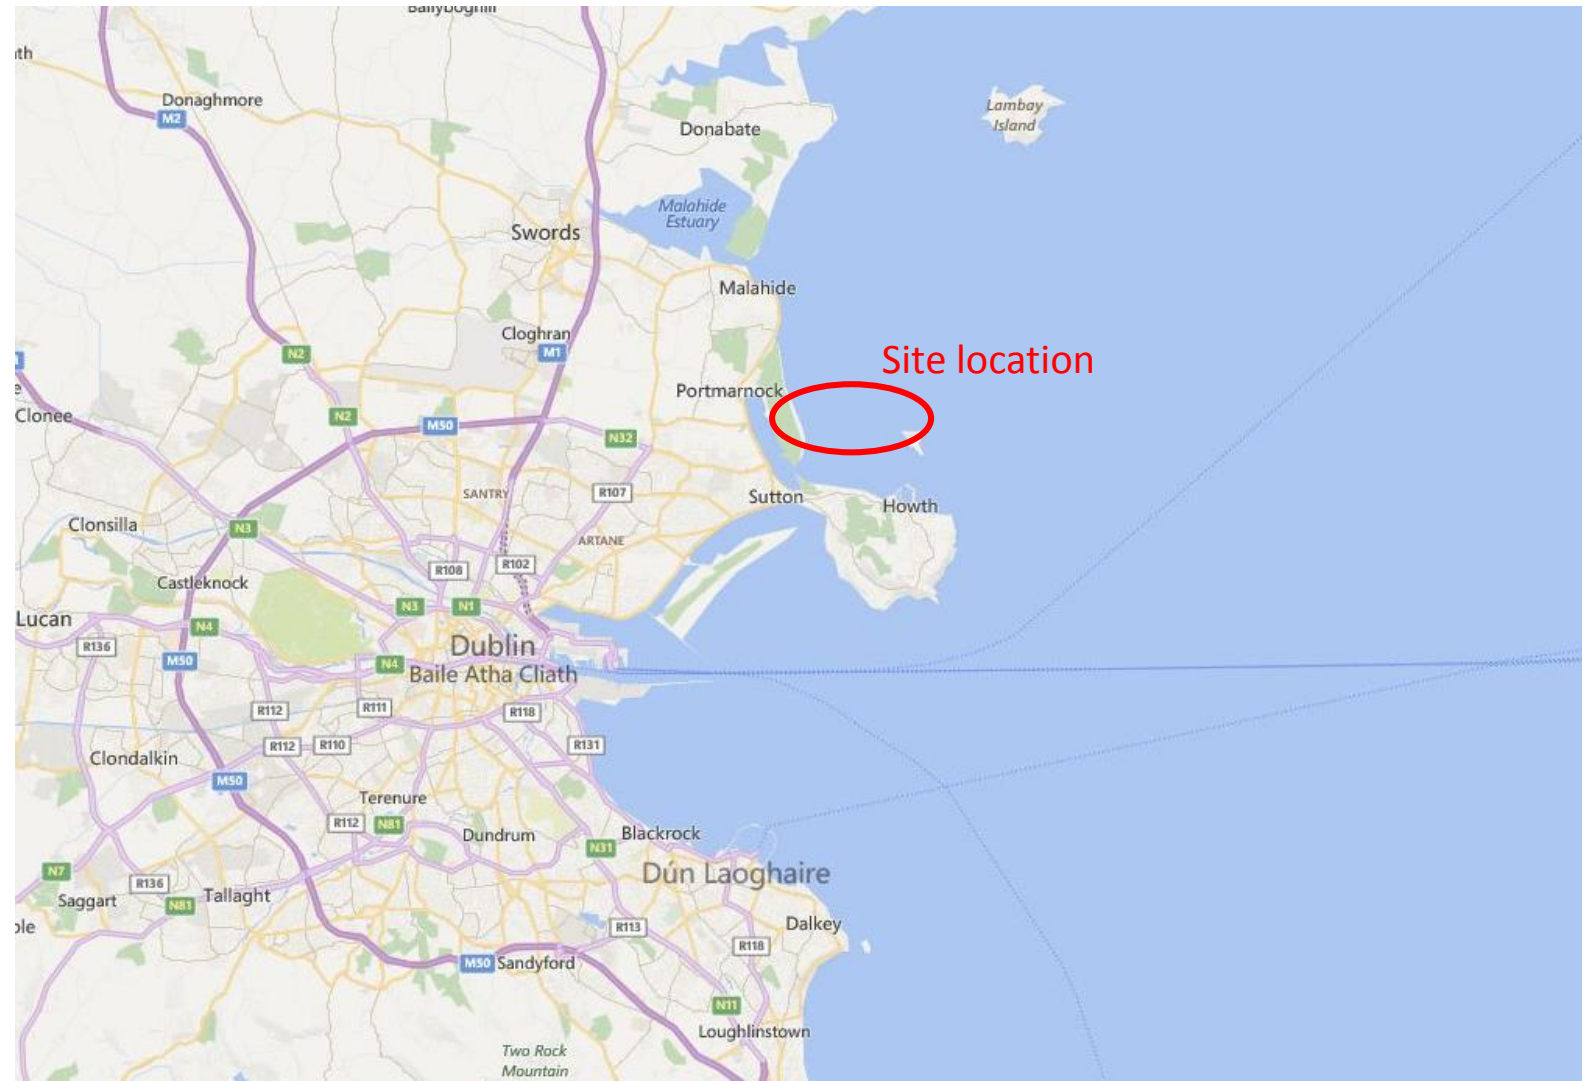 Ballyboghill
ath
Donaghmore
M2
Lambay
Island
Donabate
Malahide
Estuary
Swords
Malahide
Cloghran
M1
N2
Site location
Portmarnock
Clonee
N2
M50
N32
SANTRY
R107
Sutton
Howth
Clonsilla
N3
ARTANE
R108
R102
Castleknock
N3
N1
Lucan
N4
R136
M50
Dublin
N4
Baile Atha Cliath
R112
R111
R118
R112
R110
R131
Clondalkin
M50
Terenure
R112
N81
Dundrum
Blackrock
N31
N7
R136
Dún Laoghaire
Saggart
N81
Tallaght
ole
R113
Dalkey
R118
M50
Sandyford
N11
Loughlinstown
Two Rock
Mountain